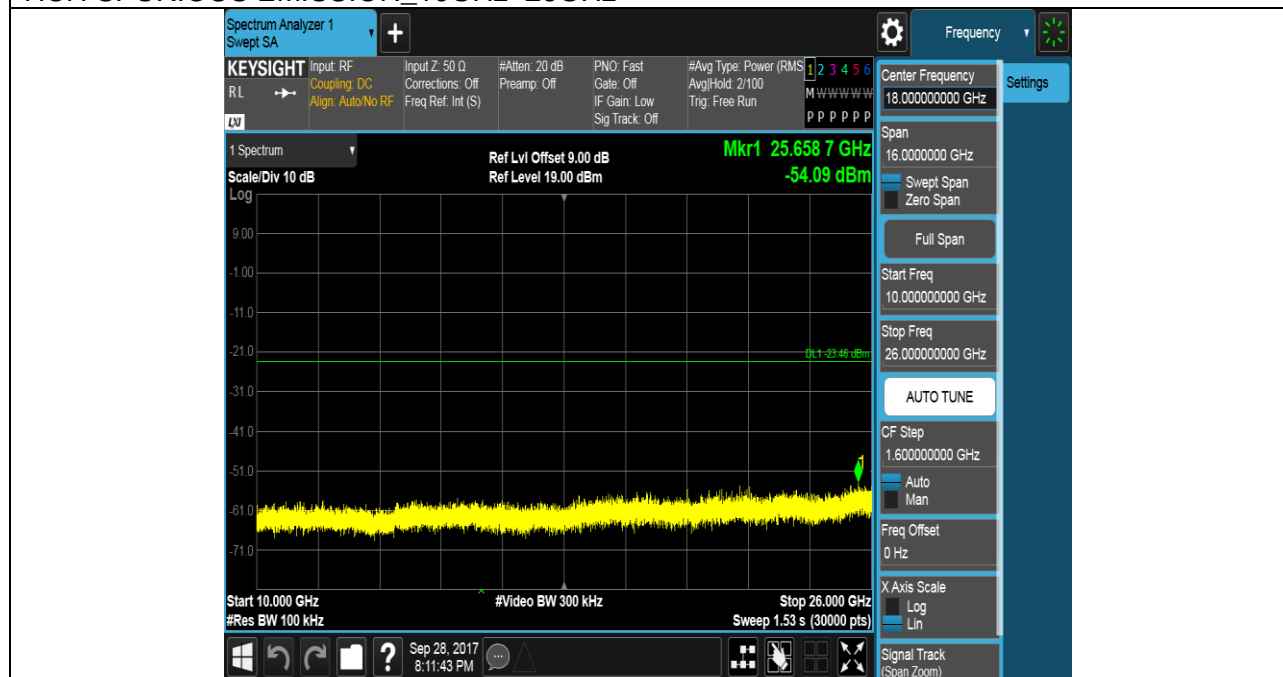 Spectrum Analyzer 1
Swept SA
Frequency
KEYSIGHT
RL
LXI
Input: RF
Coupling: DC
Align: Auto/No RF
Input Z: 50 Ω
Corrections: Off
Freq Ref: Int (S)
#Atten: 20 dB
Preamp: Off
PNO: Fast
Gate: Off
IF Gain: Low
Sig Track: Off
#Avg Type: Power (RMS
Avg|Hold: 2/100
Trig: Free Run
1 2 3 4 5 6
M W W W W W
P P P P P P
1 Spectrum
Scale/Div 10 dB
Log
Ref Lvl Offset 9.00 dB
Ref Level 19.00 dBm
Mkr1 25.658 7 GHz
-54.09 dBm
9.00
-1.00
-11.0
-21.0
DL1 -23.46 dBm
-31.0
-41.0
-51.0
1
-61.0
-71.0
Start 10.000 GHz
#Res BW 100 kHz
#Video BW 300 kHz
Stop 26.000 GHz
Sweep 1.53 s (30000 pts)
?
Sep 28, 2017
8:11:43 PM
Center Frequency
18.000000000 GHz
Settings
Span
16.0000000 GHz
Swept Span
Zero Span
Full Span
Start Freq
10.000000000 GHz
Stop Freq
26.000000000 GHz
AUTO TUNE
CF Step
1.600000000 GHz
Auto
Man
Freq Offset
0 Hz
X Axis Scale
Log
Lin
Signal Track
(Span Zoom)